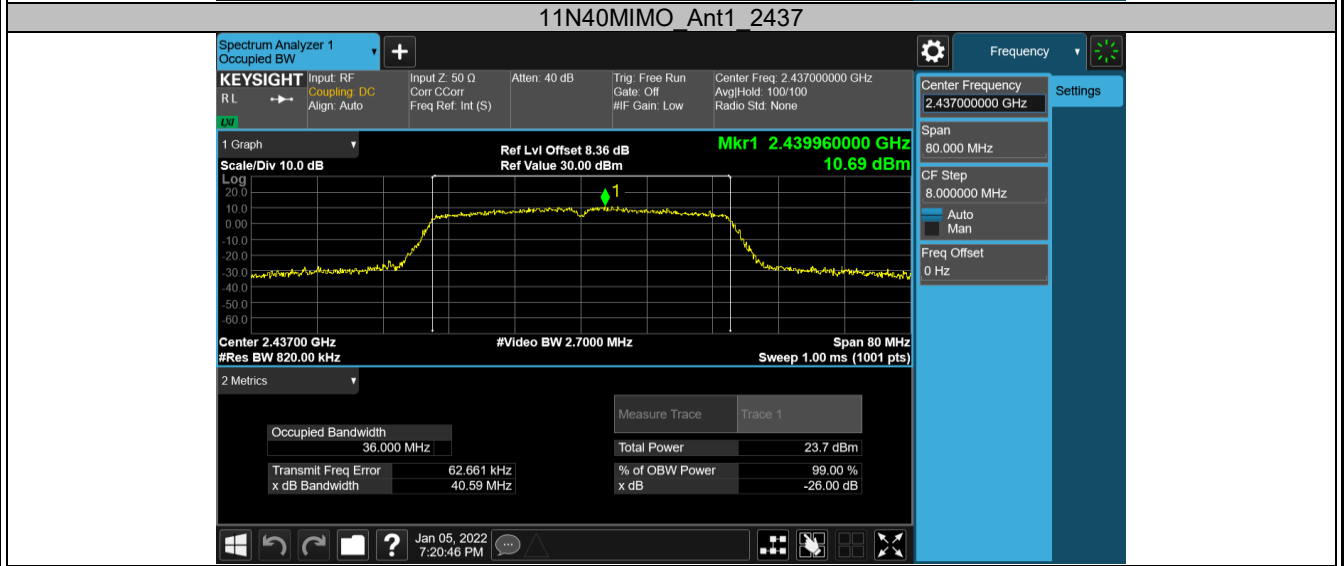 11N40MIMO_Ant1_2437
Spectrum Analyzer 1
Occupied BW
+
Frequency
KEYSIGHT
R L
LXI
Input: RF
Coupling: DC
Align: Auto
Input Z: 50 Ω
Corr CCorr
Freq Ref: Int (S)
Atten: 40 dB
Trig: Free Run
Gate: Off
#IF Gain: Low
Center Freq: 2.437000000 GHz
Avg|Hold: 100/100
Radio Std: None
Center Frequency
2.437000000 GHz
Settings
Span
80.000 MHz
CF Step
8.000000 MHz
Auto
Man
Freq Offset
0 Hz
1 Graph
Scale/Div 10.0 dB
Ref Lvl Offset 8.36 dB
Ref Value 30.00 dBm
Mkr1 2.439960000 GHz
10.69 dBm
Log
20.0
10.0
0.00
-10.0
-20.0
-30.0
-40.0
-50.0
-60.0
1
Center 2.43700 GHz
#Video BW 2.7000 MHz
Span 80 MHz
#Res BW 820.00 kHz
Sweep 1.00 ms (1001 pts)
2 Metrics
Measure Trace Trace 1
Occupied Bandwidth
36.000 MHz
Total Power 23.7 dBm
Transmit Freq Error 62.661 kHz
% of OBW Power 99.00 %
x dB Bandwidth 40.59 MHz
x dB -26.00 dB
?
Jan 05, 2022
7:20:46 PM